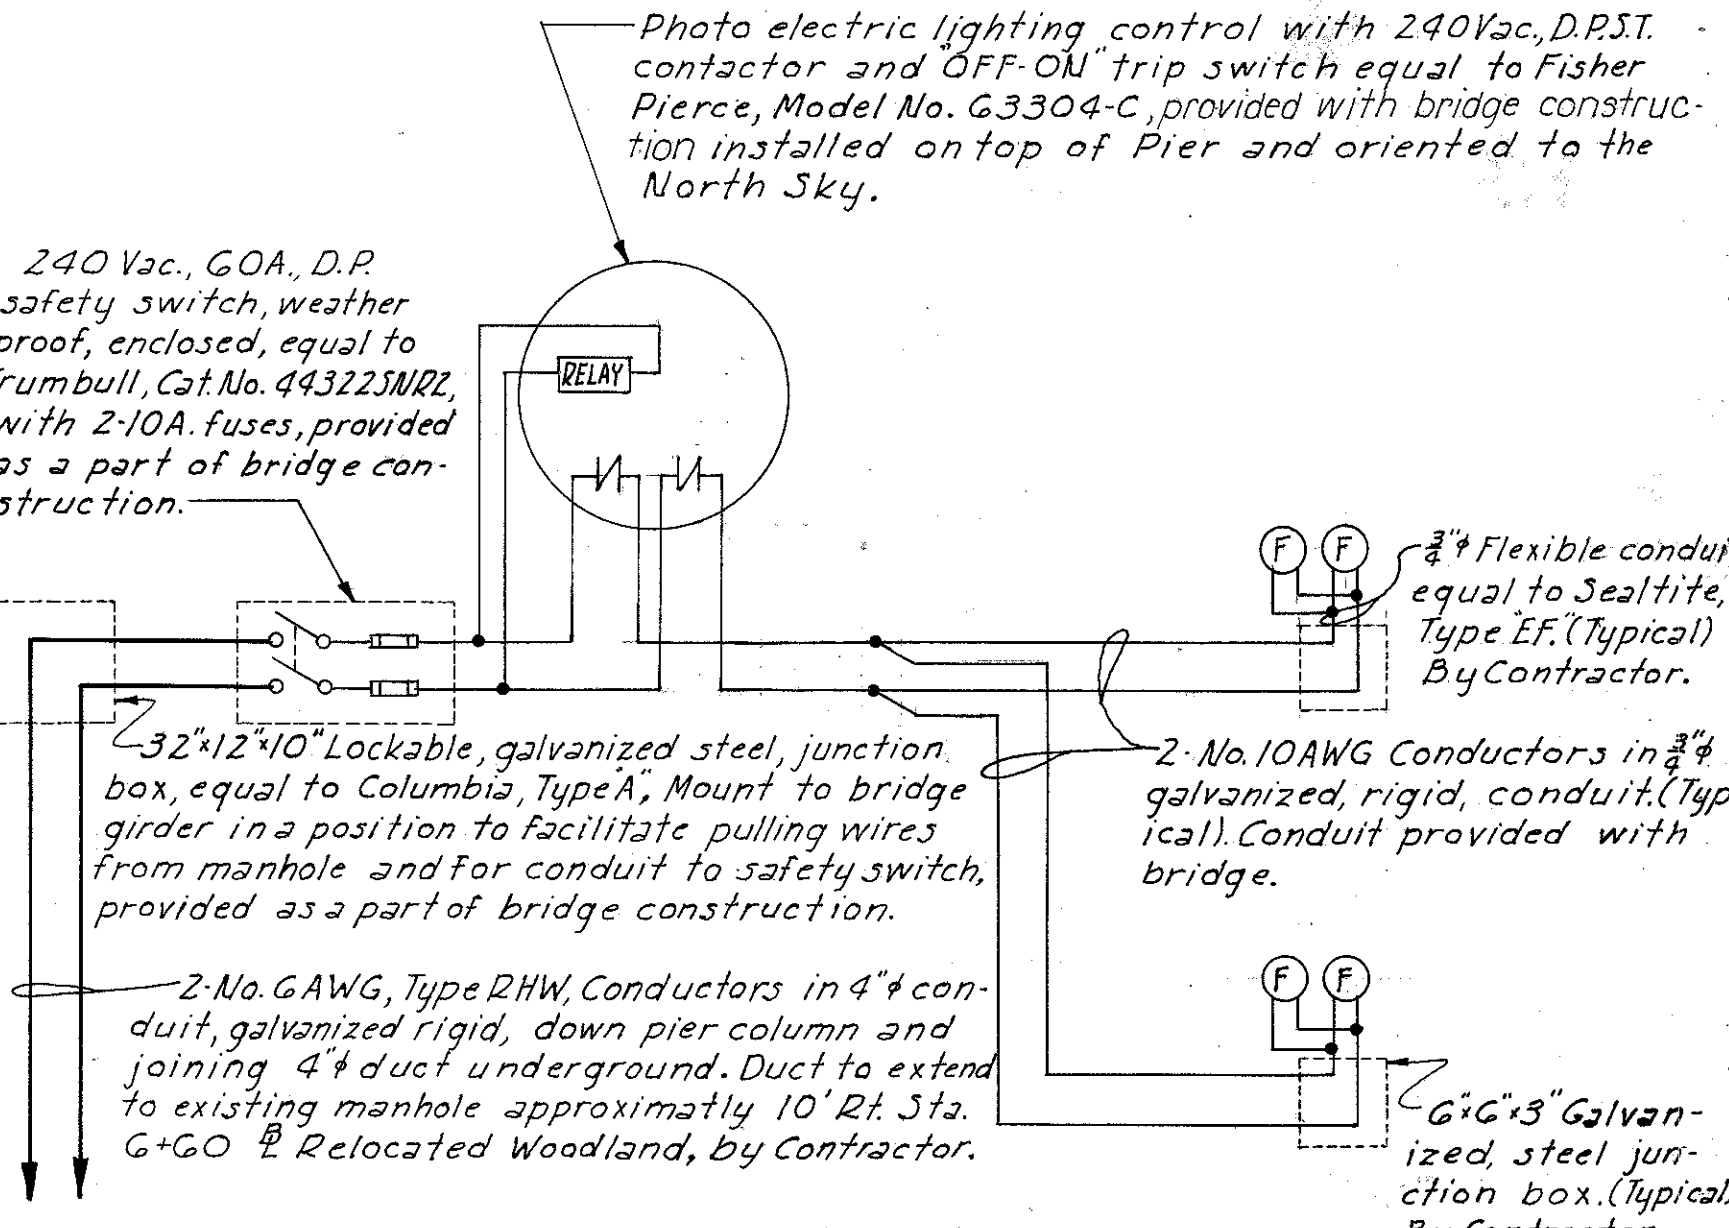 Photo electric lighting control with 240Vac., D.P.S.T.
contactor and "OFF-ON" trip switch equal to Fisher
Pierce, Model No. 63304-C, provided with bridge construc-
tion installed on top of Pier and oriented to the
North Sky.
240 Vac., 60A., D.P.
safety switch, weather
proof, enclosed, equal to
rumbull, Cat. No. 44322SNR2,
with 2-10A. fuses, provided
as a part of bridge con-
struction.
RELAY
F F
3/4"ϕ Flexible condui
equal to Sealtite,
Type "EF." (Typical)
By Contractor.
32"x12"x10" Lockable, galvanized steel, junction
box, equal to Columbia, Type "A", Mount to bridge
girder in a position to facilitate pulling wires
from manhole and for conduit to safety switch,
provided as a part of bridge construction.
2-No. 10AWG Conductors in 3/4"ϕ
galvanized, rigid, conduit. (Typ
ical). Conduit provided with
bridge.
2-No. 6AWG, Type RHW, Conductors in 4"ϕ con-
duit, galvanized rigid, down pier column and
joining 4"ϕ duct underground. Duct to extend
to existing manhole approximatly 10' Rt. Sta.
6+60 BL Relocated Woodland, by Contractor.
F F
6"x6"x3" Galvan-
ized, steel jun-
ction box. (Typical)
By Contractor